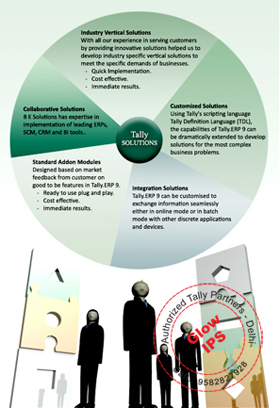 Industry Vertical Solutions
With all our experience in serving customers
by providing innovative solutions helped us to
develop industry specific vertical solutions to
meet the specific demands of businesses.
- Quick Implementation.
- Cost effective.
- Immediate results.
Collaborative Solutions
B E Solutions has expertise in
implementation of leading ERPs,
SCM, CRM and BI tools..
Customized Solutions
Using Tally's scripting language
Tally Definition Language (TDL),
the capabilities of Tally.ERP 9 can
be dramatically extended to develop
solutions for the most complex
business problems.
Tally
SOLUTIONS
Standard Addon Modules
Designed based on market
feedback from customer on
good to be features in Tally.ERP 9.
- Ready to use plug and play.
- Cost effective.
- Immediate results.
Integration Solutions
Tally.ERP 9 can be customised to
exchange information seamlessly
either in online mode or in batch
mode with other discrete applications
and devices.
Authorized Tally Partners - Delhi-
Glow
IPS